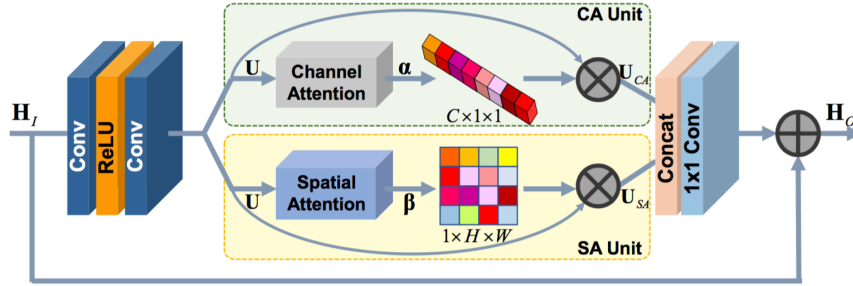 CA Unit
H_I
Conv
ReLU
Conv
U
Channel
Attention
α
C×1×1
U_CA
U
Spatial
Attention
β
1×H×W
U_SA
SA Unit
Concat
1x1 Conv
H_O